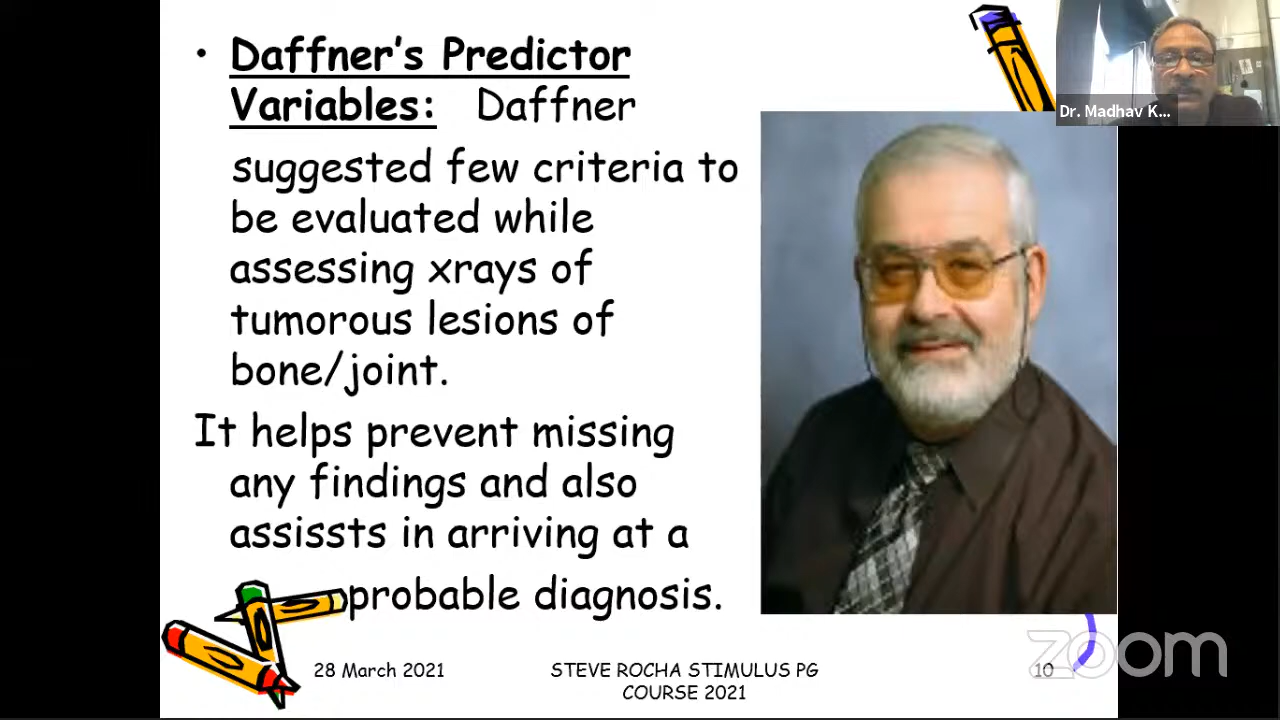 • Daffner's Predictor
Variables: Daffner
suggested few criteria to
be evaluated while
assessing xrays of
tumorous lesions of
bone/joint.
It helps prevent missing
any findings and also
assissts in arriving at a
probable diagnosis.
28 March 2021
STEVE ROCHA STIMULUS PG
COURSE 2021
10
Dr. Madhav K...
zoom